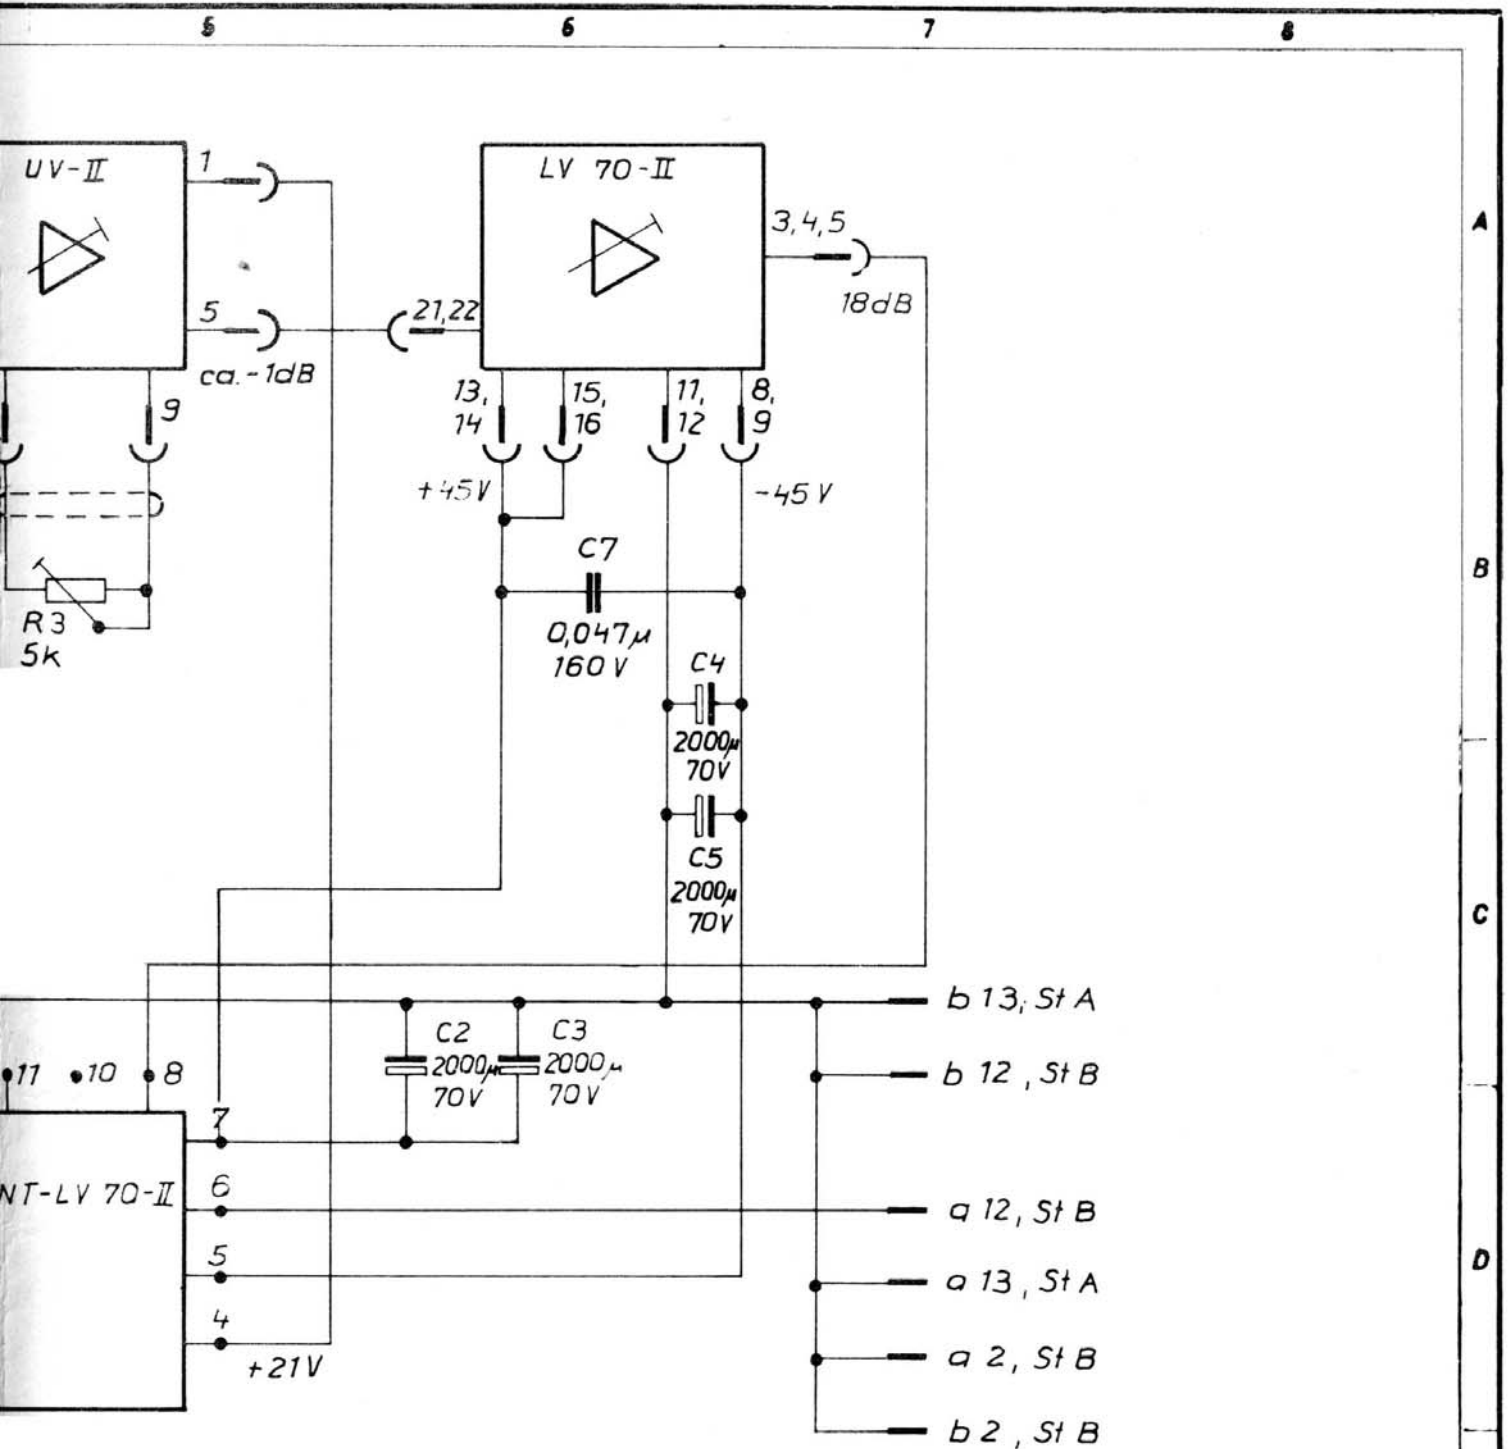 5 6 7 8
UV-II
1
5
ca.-1dB
9
R3
5k
LV 70-II
3,4,5
18dB
21,22
13,
14
15,
16
11,
12
8,
9
+45V
-45V
C7
0,047µ
160V
C4
2000µ
70V
C5
2000µ
70V
C2
2000µ
70V
C3
2000µ
70V
11
10
8
7
NT-LV 70-II
6
5
4
+21V
b 13, St A
b 12, St B
a 12, St B
a 13, St A
a 2, St B
b 2, St B
A
B
C
D